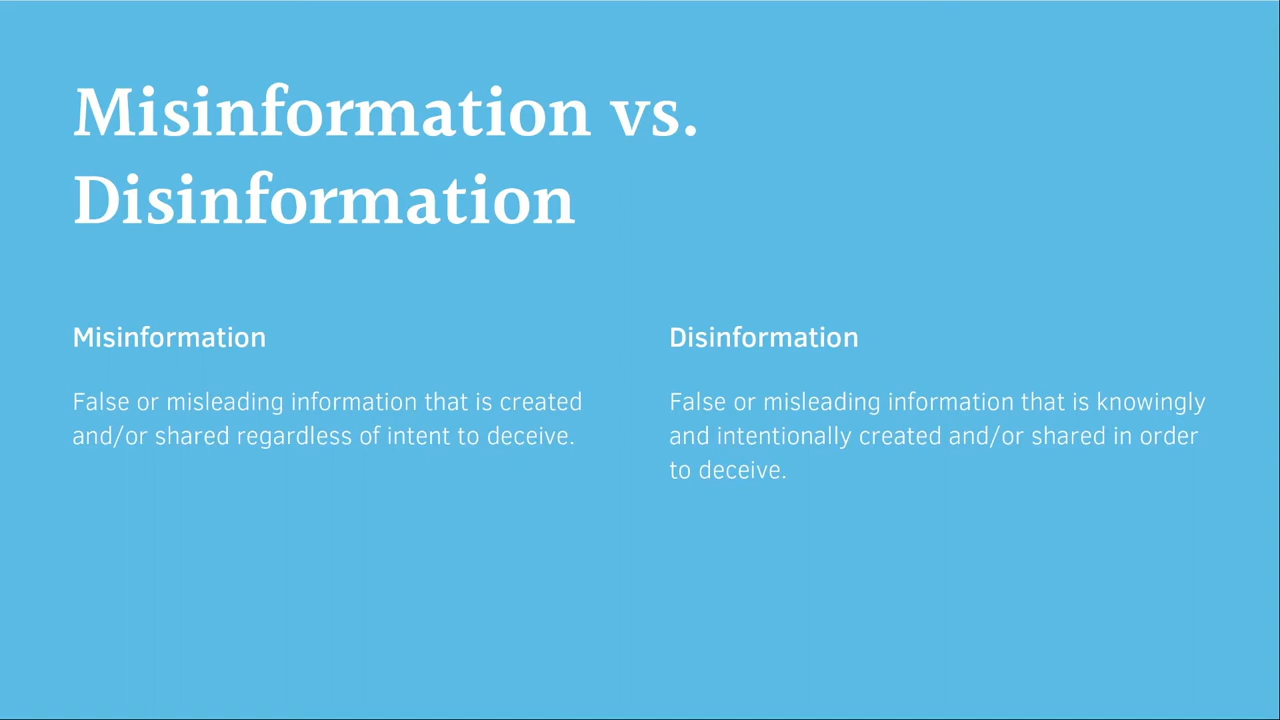 Misinformation vs.
Disinformation
Misinformation
False or misleading information that is created
and/or shared regardless of intent to deceive.
Disinformation
False or misleading information that is knowingly
and intentionally created and/or shared in order
to deceive.